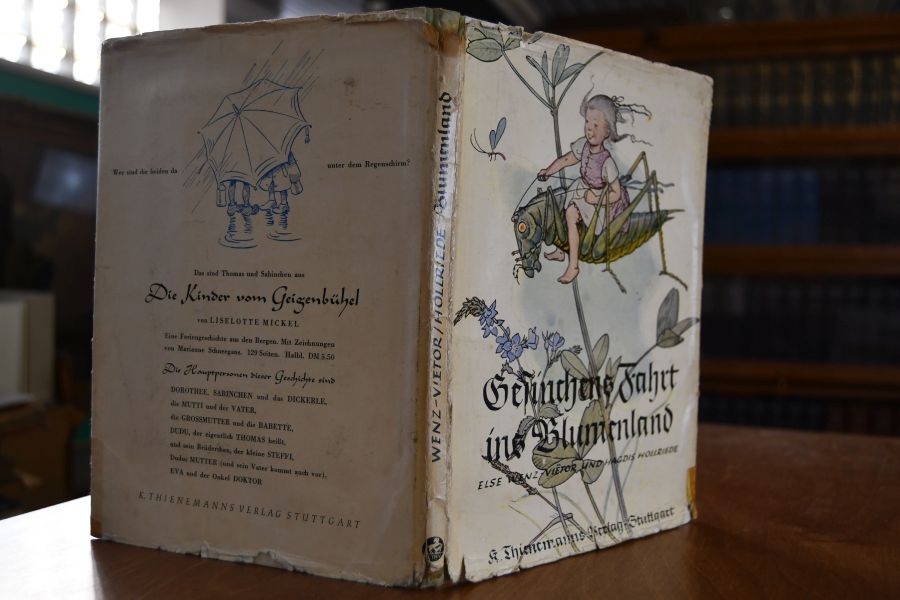 Wer sind die beiden da
unter dem Regenschirm?
Das sind Thomas und Sabinchen aus
Die Kinder vom Geigenbühel
von LISELOTTE MICKEL
Eine Feriengeschichte aus den Bergen. Mit Zeichnungen
von Marianne Schneegans. 129 Seiten. Halbl. DM 5.50
Die Hauptpersonen dieser Geschichte sind
DOROTHEE, SABINCHEN und das DICKERLE,
die MUTTI und der VATER,
die GROSSMUTTER und die BABETTE,
DUDU, der eigentlich THOMAS heißt,
und sein Brüderchen, der kleine STEFFI,
Dudus MUTTER (und sein Vater kommt auch vor),
EVA und der Onkel DOKTOR
K. THIENEMANNS VERLAG STUTTGART
WENZ-VIETOR/HOLLRIEDE Blumenland
Gesinchens Fahrt
ins Blumenland
ELSE WENZ-VIETOR UND HAGDIS HOLLRIEDE
K. Thienemanns Verlag · Stuttgart